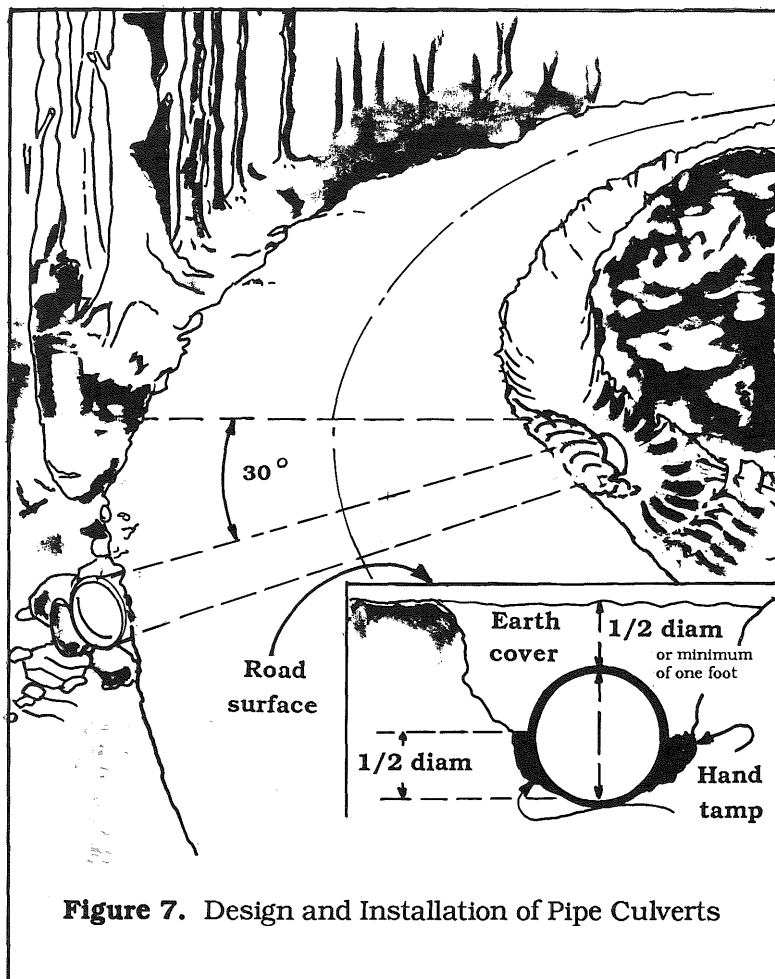 30°
Road
surface
Earth
cover
1/2 diam
or minimum
of one foot
1/2 diam
Hand
tamp
Figure 7. Design and Installation of Pipe Culverts